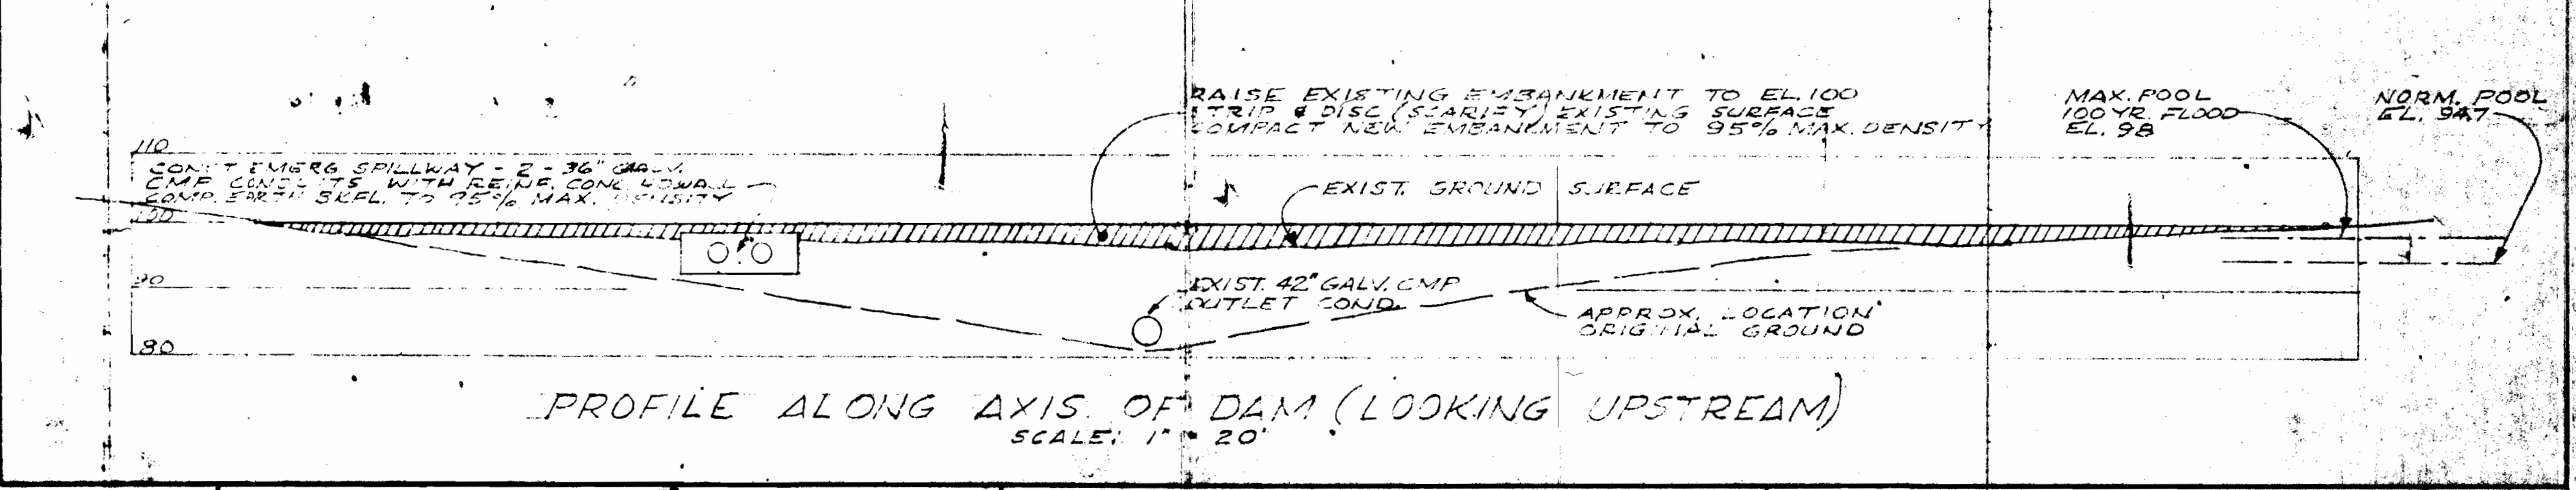 RAISE EXISTING EMBANKMENT TO EL. 100
STRIP & DISC (SCARIFY) EXISTING SURFACE
COMPACT NEW EMBANKMENT TO 95% MAX. DENSITY
MAX. POOL
100 YR. FLOOD
EL. 98
NORM. POOL
EL. 94.7
110
CONST EMERG SPILLWAY - 2 - 36" GALV.
CMP CONDUITS WITH REINF. CONC.
COMP. EARTH BKFL. TO 95% MAX. DENSITY
EXIST. GROUND SURFACE
100
90
EXIST. 42" GALV. CMP
OUTLET COND.
APPROX. LOCATION
ORIGINAL GROUND
80
PROFILE ALONG AXIS OF DAM (LOOKING UPSTREAM)
SCALE: 1" = 20'